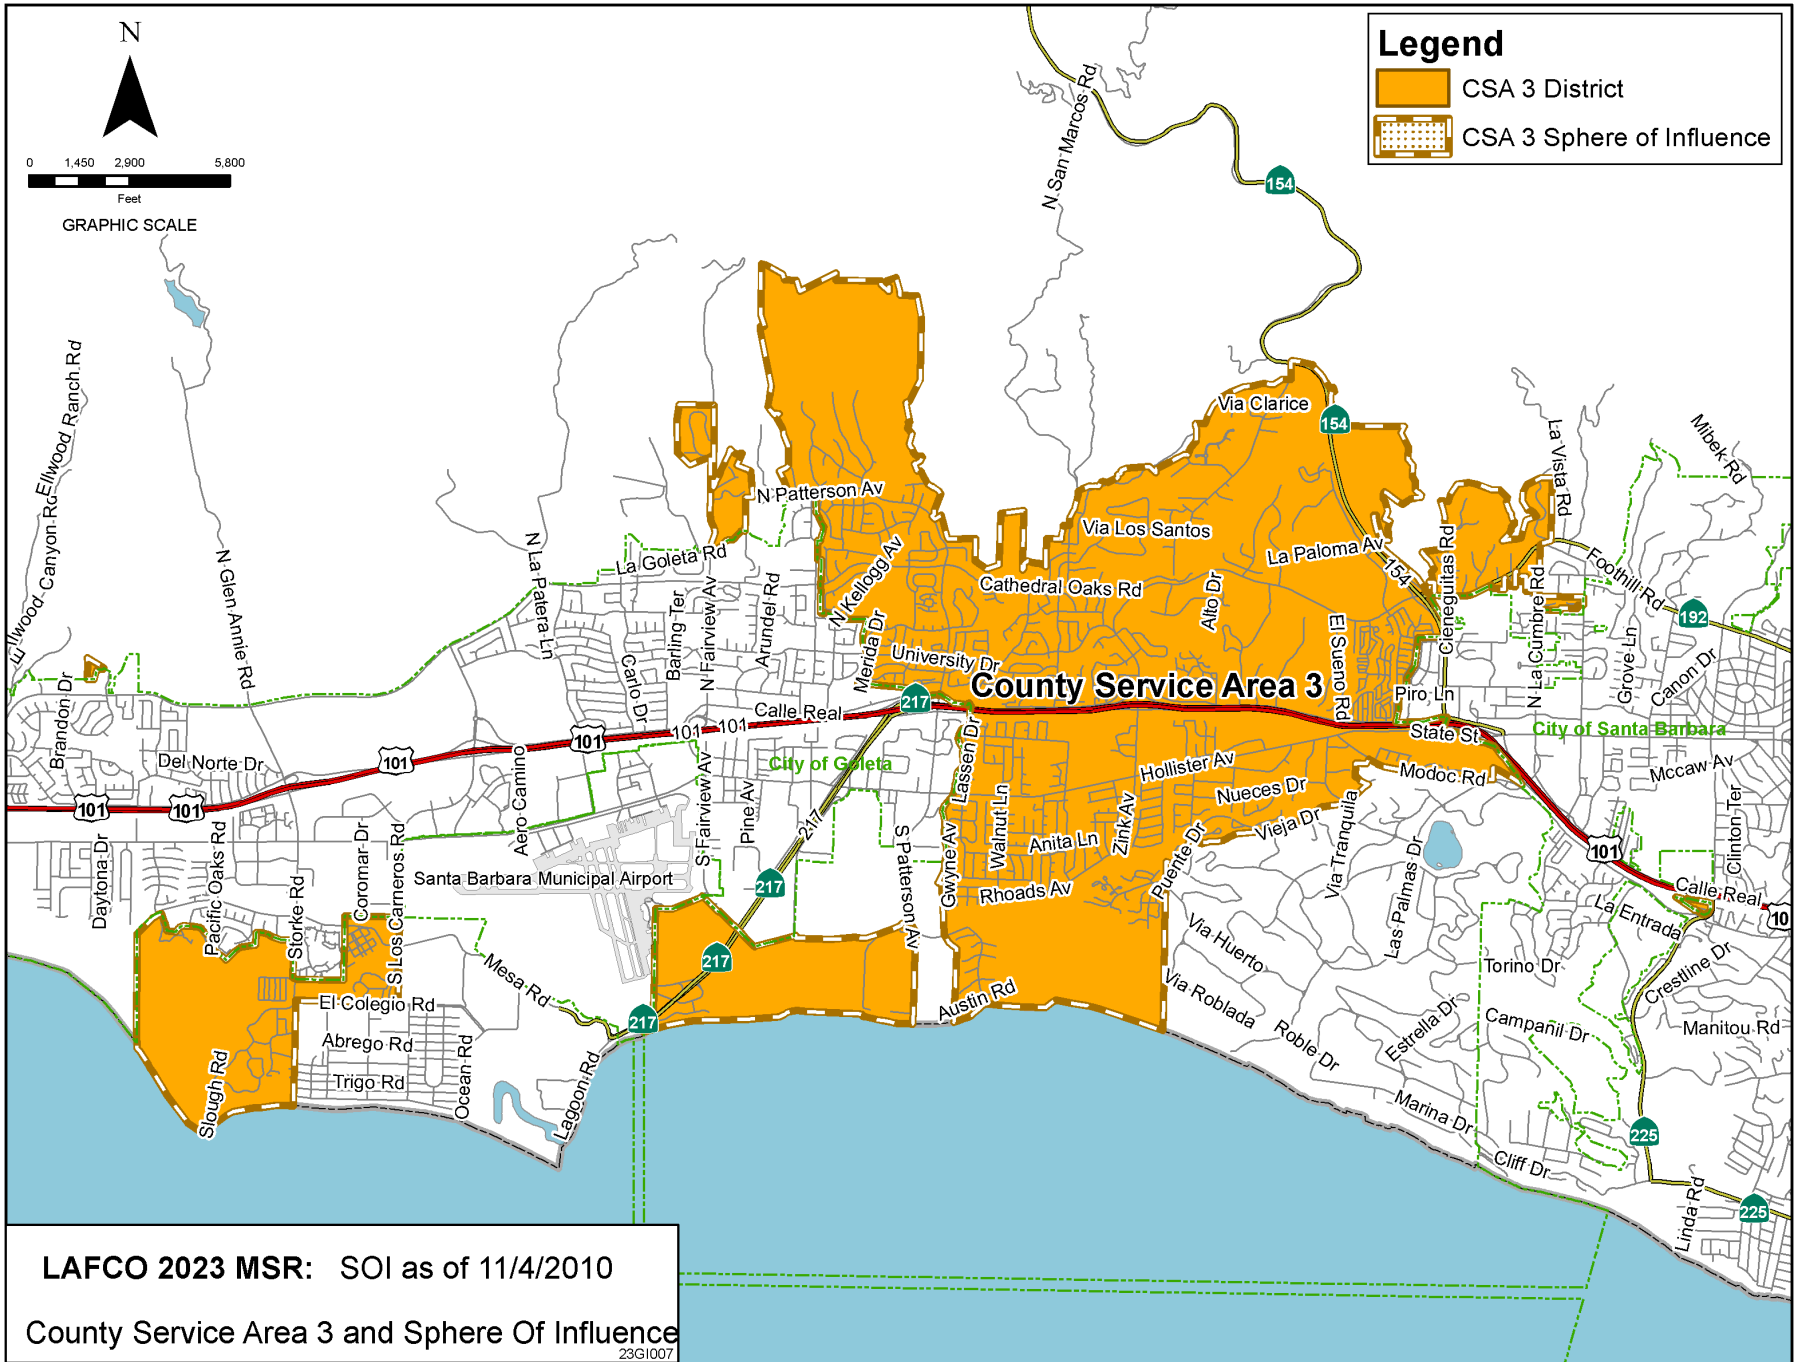 N
0 1,450 2,900 5,800
Feet
GRAPHIC SCALE
Legend
CSA 3 District
CSA 3 Sphere of Influence
N San Marcos Rd
154
Ellwood Ranch Rd
Ellwood Canyon Rd
N Glen Annie Rd
N La Patera Ln
La Goleta Rd
N Patterson Av
N Kellogg Av
Via Clarice
154
Via Los Santos
La Paloma Av
154
Cathedral Oaks Rd
Alto Dr
El Sueno Rd
Cieneguitas Rd
La Vista Rd
Mibek Rd
Foothill Rd
192
N La Cumbre Rd
Grove Ln
Canon Dr
Piro Ln
Brandon Dr
Carlo Dr
Barling Ter
N Fairview Av
Arundel Rd
Merida Dr
University Dr
County Service Area 3
217
Calle Real
101
101
101
101
101
101
Del Norte Dr
Aero Camino
S Fairview Av
Pine Av
City of Goleta
Lassen Dr
State St
City of Santa Barbara
Modoc Rd
Mccaw Av
Hollister Av
Nueces Dr
Vieja Dr
Walnut Ln
Anita Ln
Zink Av
Puente Dr
Via Tranquila
Las Palmas Dr
Clinton Ter
101
Calle Real
10
La Entrada
217
217
S Patterson Av
Gwyne Av
Rhoads Av
Daytona Dr
Pacific Oaks Rd
Storke Rd
Coromar Dr
S Los Carneros Rd
Santa Barbara Municipal Airport
Mesa Rd
217
217
Austin Rd
Via Huerto
Via Roblada
Roble Dr
Estrella Dr
Torino Dr
Campanil Dr
Crestline Dr
Manitou Rd
El Colegio Rd
Abrego Rd
Trigo Rd
Ocean Rd
Lagoon Rd
Slough Rd
Marina Dr
Cliff Dr
225
225
Linda Rd
LAFCO 2023 MSR: SOI as of 11/4/2010
County Service Area 3 and Sphere Of Influence
23GI007